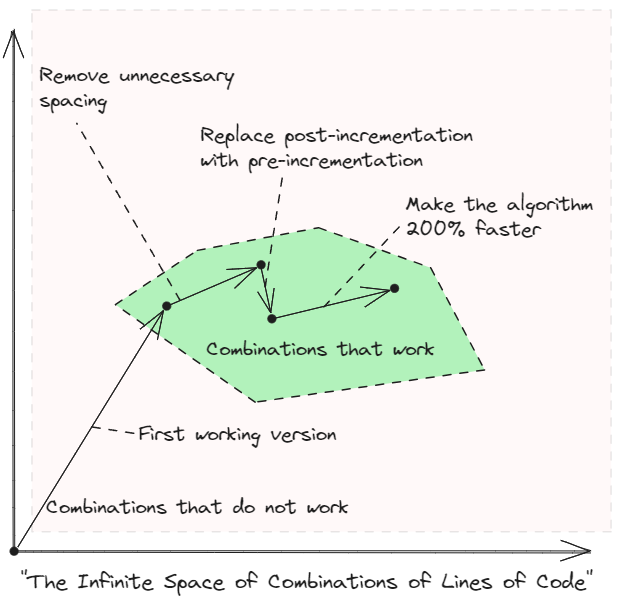 Remove unnecessary
spacing
Replace post-incrementation
with pre-incrementation
Make the algorithm
200% faster
Combinations that work
First working version
Combinations that do not work
"The Infinite Space of Combinations of Lines of Code"